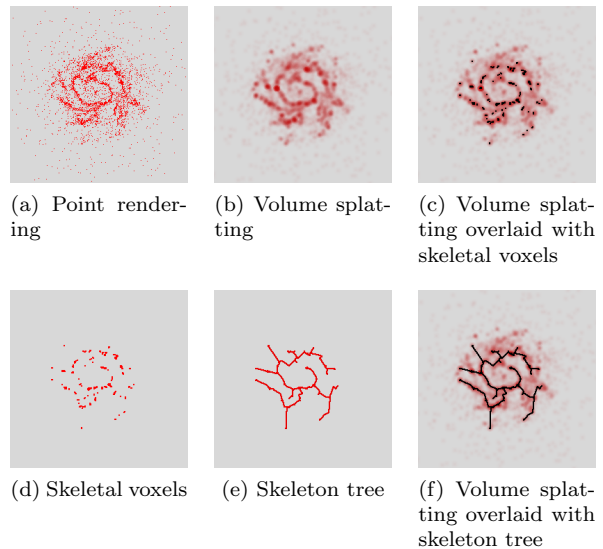 (a) Point render-
ing
(b) Volume splat-
ting
(c) Volume splat-
ting overlaid with
skeletal voxels
(d) Skeletal voxels
(e) Skeleton tree
(f) Volume splat-
ting overlaid with
skeleton tree